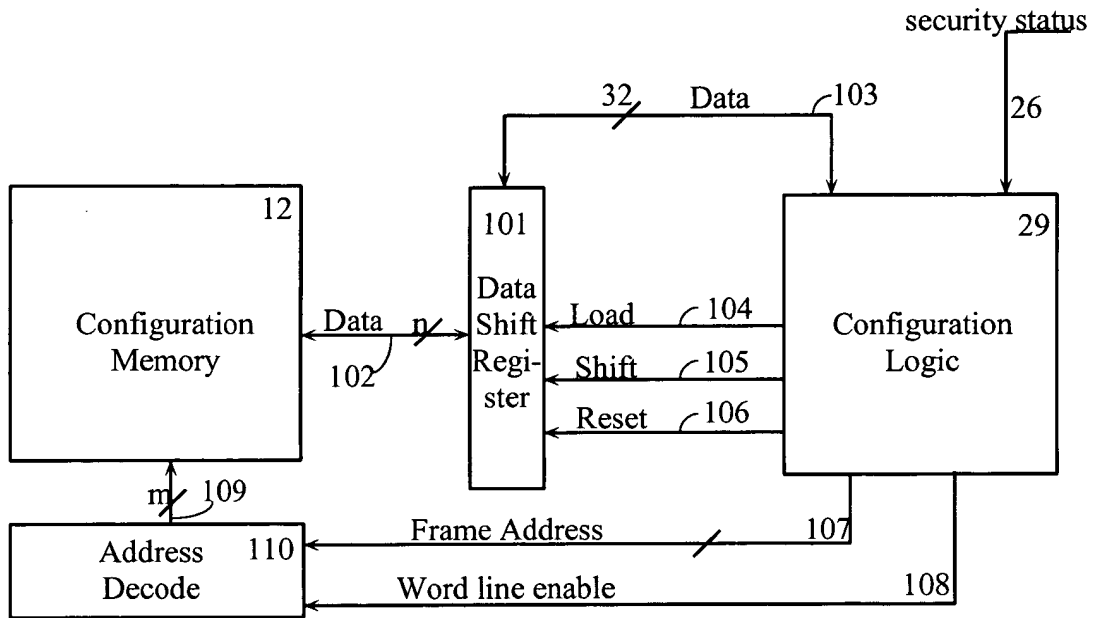 security status
32 Data 103
26
12
101
29
Configuration
Memory
Data n
102
Data
Shift
Regi-
ster
Load 104
Shift 105
Reset 106
Configuration
Logic
m 109
Address
Decode
110
Frame Address 107
Word line enable 108